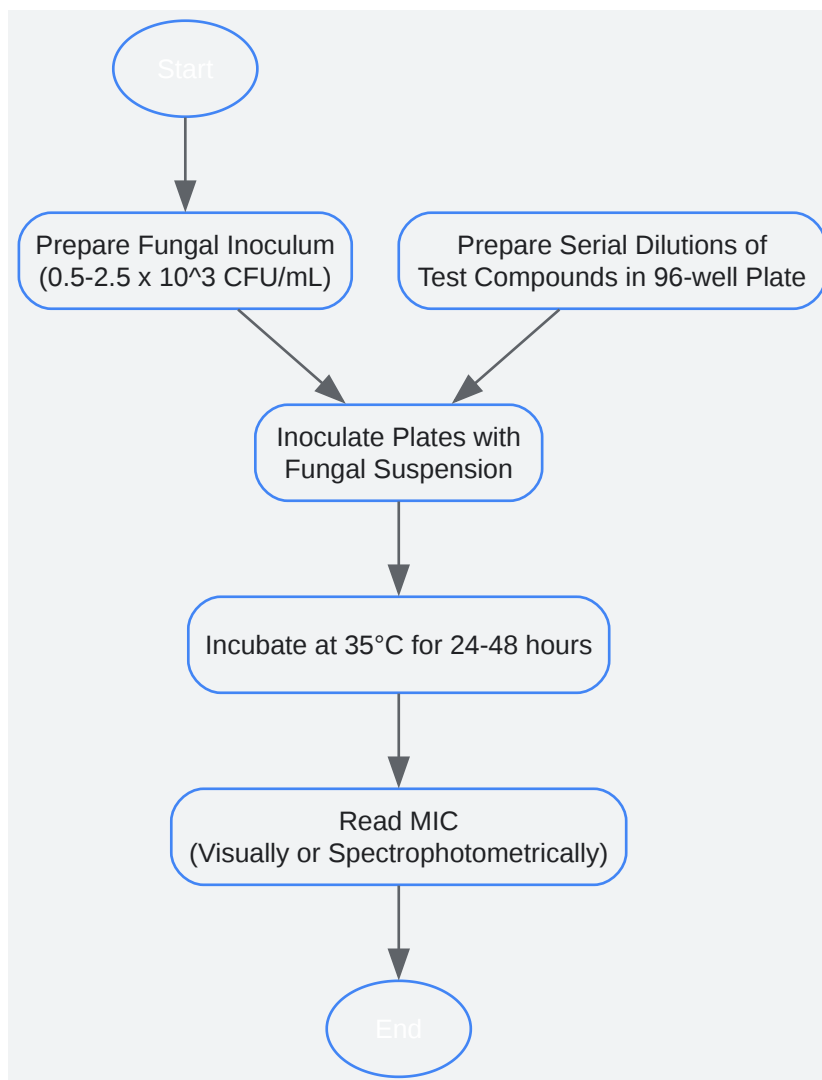 Start
Prepare Fungal Inoculum
(0.5-2.5 x 10^3 CFU/mL)
Prepare Serial Dilutions of
Test Compounds in 96-well Plate
Inoculate Plates with
Fungal Suspension
Incubate at 35°C for 24-48 hours
Read MIC
(Visually or Spectrophotometrically)
End